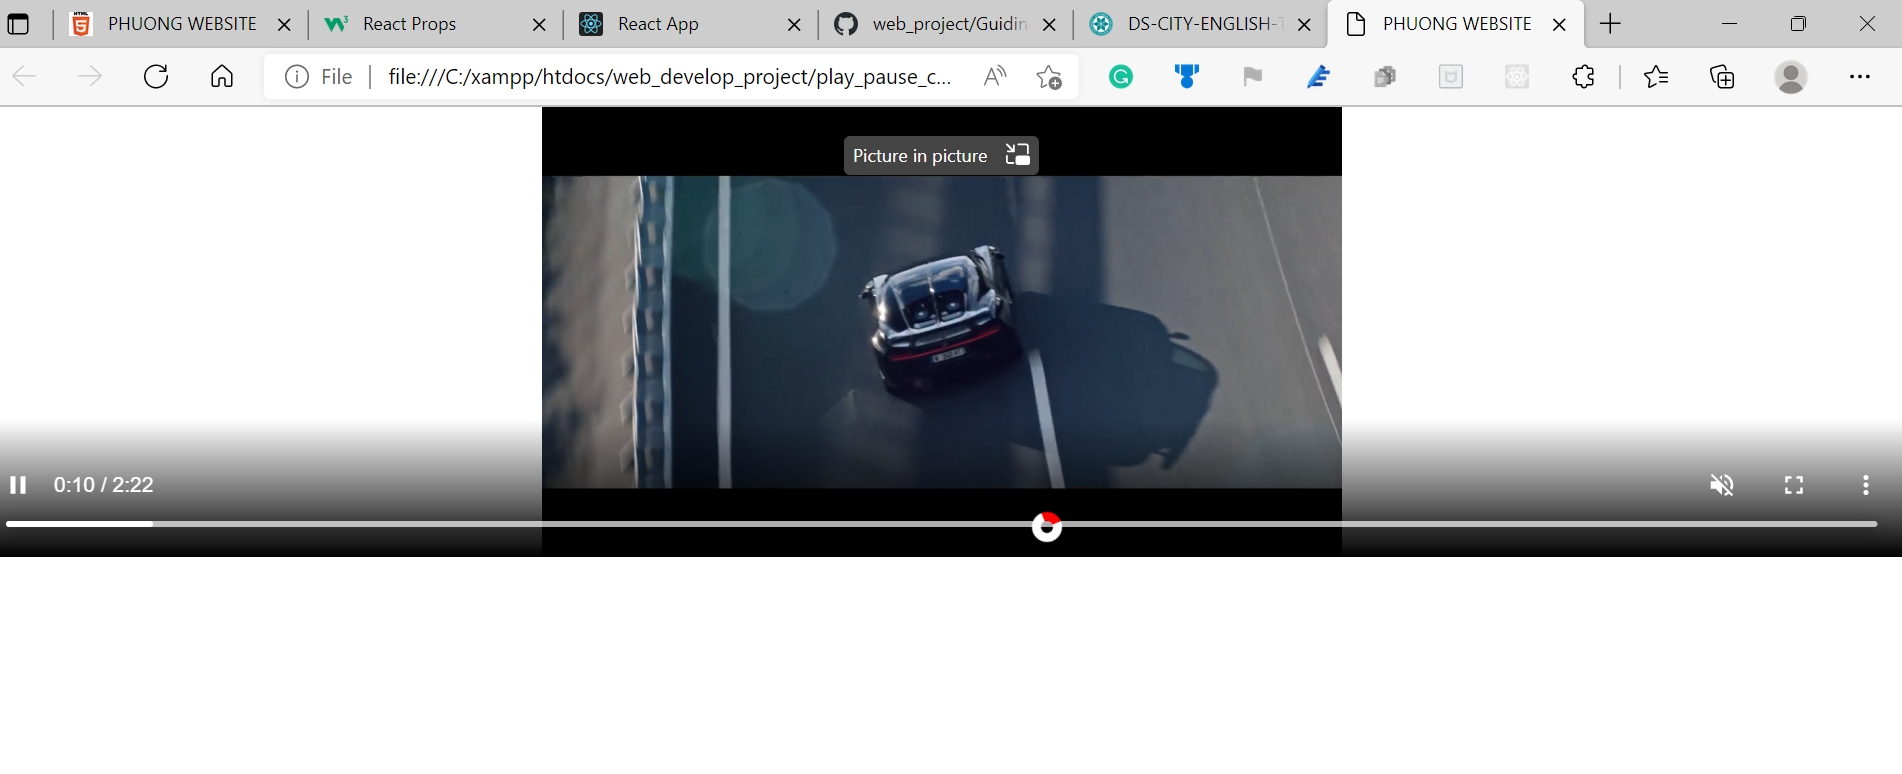 PHUONG WEBSITE
React Props
React App
web_project/Guidin
DS-CITY-ENGLISH-T
PHUONG WEBSITE
File
file:///C:/xampp/htdocs/web_develop_project/play_pause_c...
Picture in picture
0:10 / 2:22